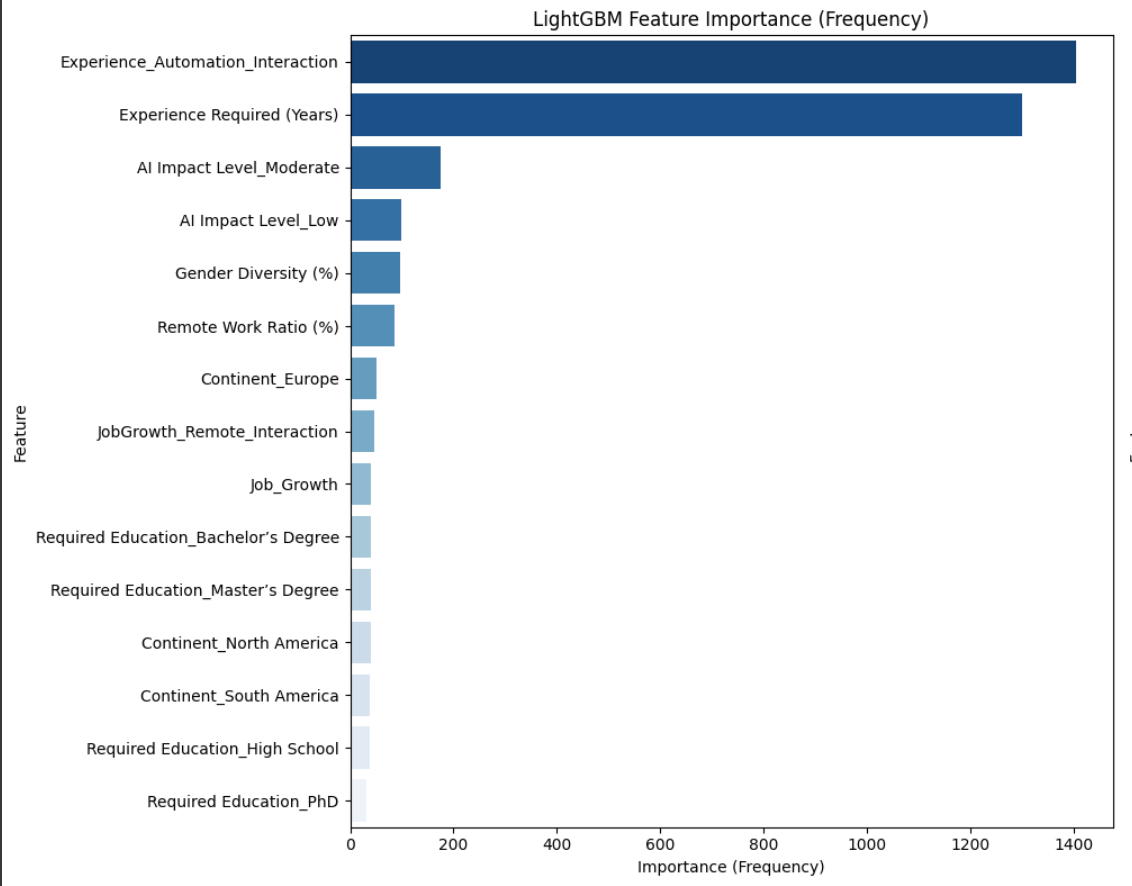 LightGBM Feature Importance (Frequency)
Experience_Automation_Interaction
Experience Required (Years)
AI Impact Level_Moderate
AI Impact Level_Low
Gender Diversity (%)
Remote Work Ratio (%)
Continent_Europe
JobGrowth_Remote_Interaction
Job_Growth
Required Education_Bachelor’s Degree
Required Education_Master’s Degree
Continent_North America
Continent_South America
Required Education_High School
Required Education_PhD
Feature
0 200 400 600 800 1000 1200 1400
Importance (Frequency)